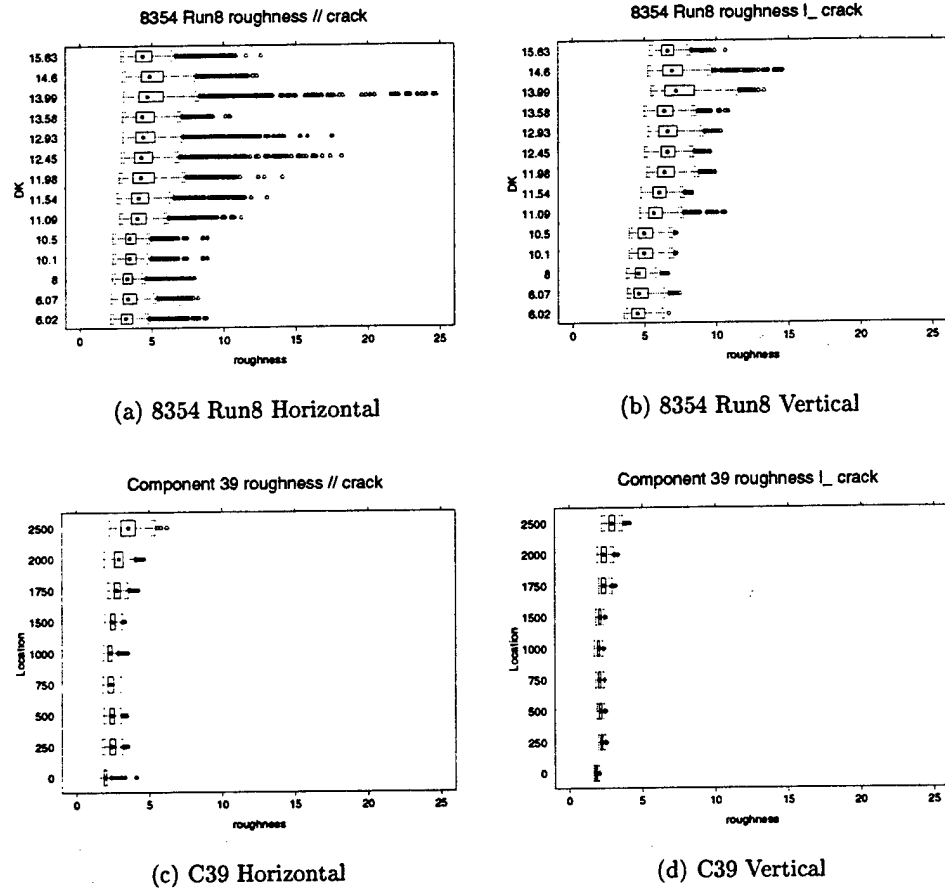 8354 Run8 roughness // crack
15.63
14.6
13.99
13.58
12.93
12.45
11.98
11.54
11.09
10.5
10.1
8
6.07
6.02
DK
0 5 10 15 20 25
roughness
(a) 8354 Run8 Horizontal
8354 Run8 roughness |_ crack
15.63
14.6
13.99
13.58
12.93
12.45
11.98
11.54
11.09
10.5
10.1
8
6.07
6.02
DK
0 5 10 15 20 25
roughness
(b) 8354 Run8 Vertical
Component 39 roughness // crack
2500
2000
1750
1500
1000
750
500
250
0
Location
0 5 10 15 20 25
roughness
(c) C39 Horizontal
Component 39 roughness |_ crack
2500
2000
1750
1500
1000
750
500
250
0
Location
0 5 10 15 20 25
roughness
(d) C39 Vertical